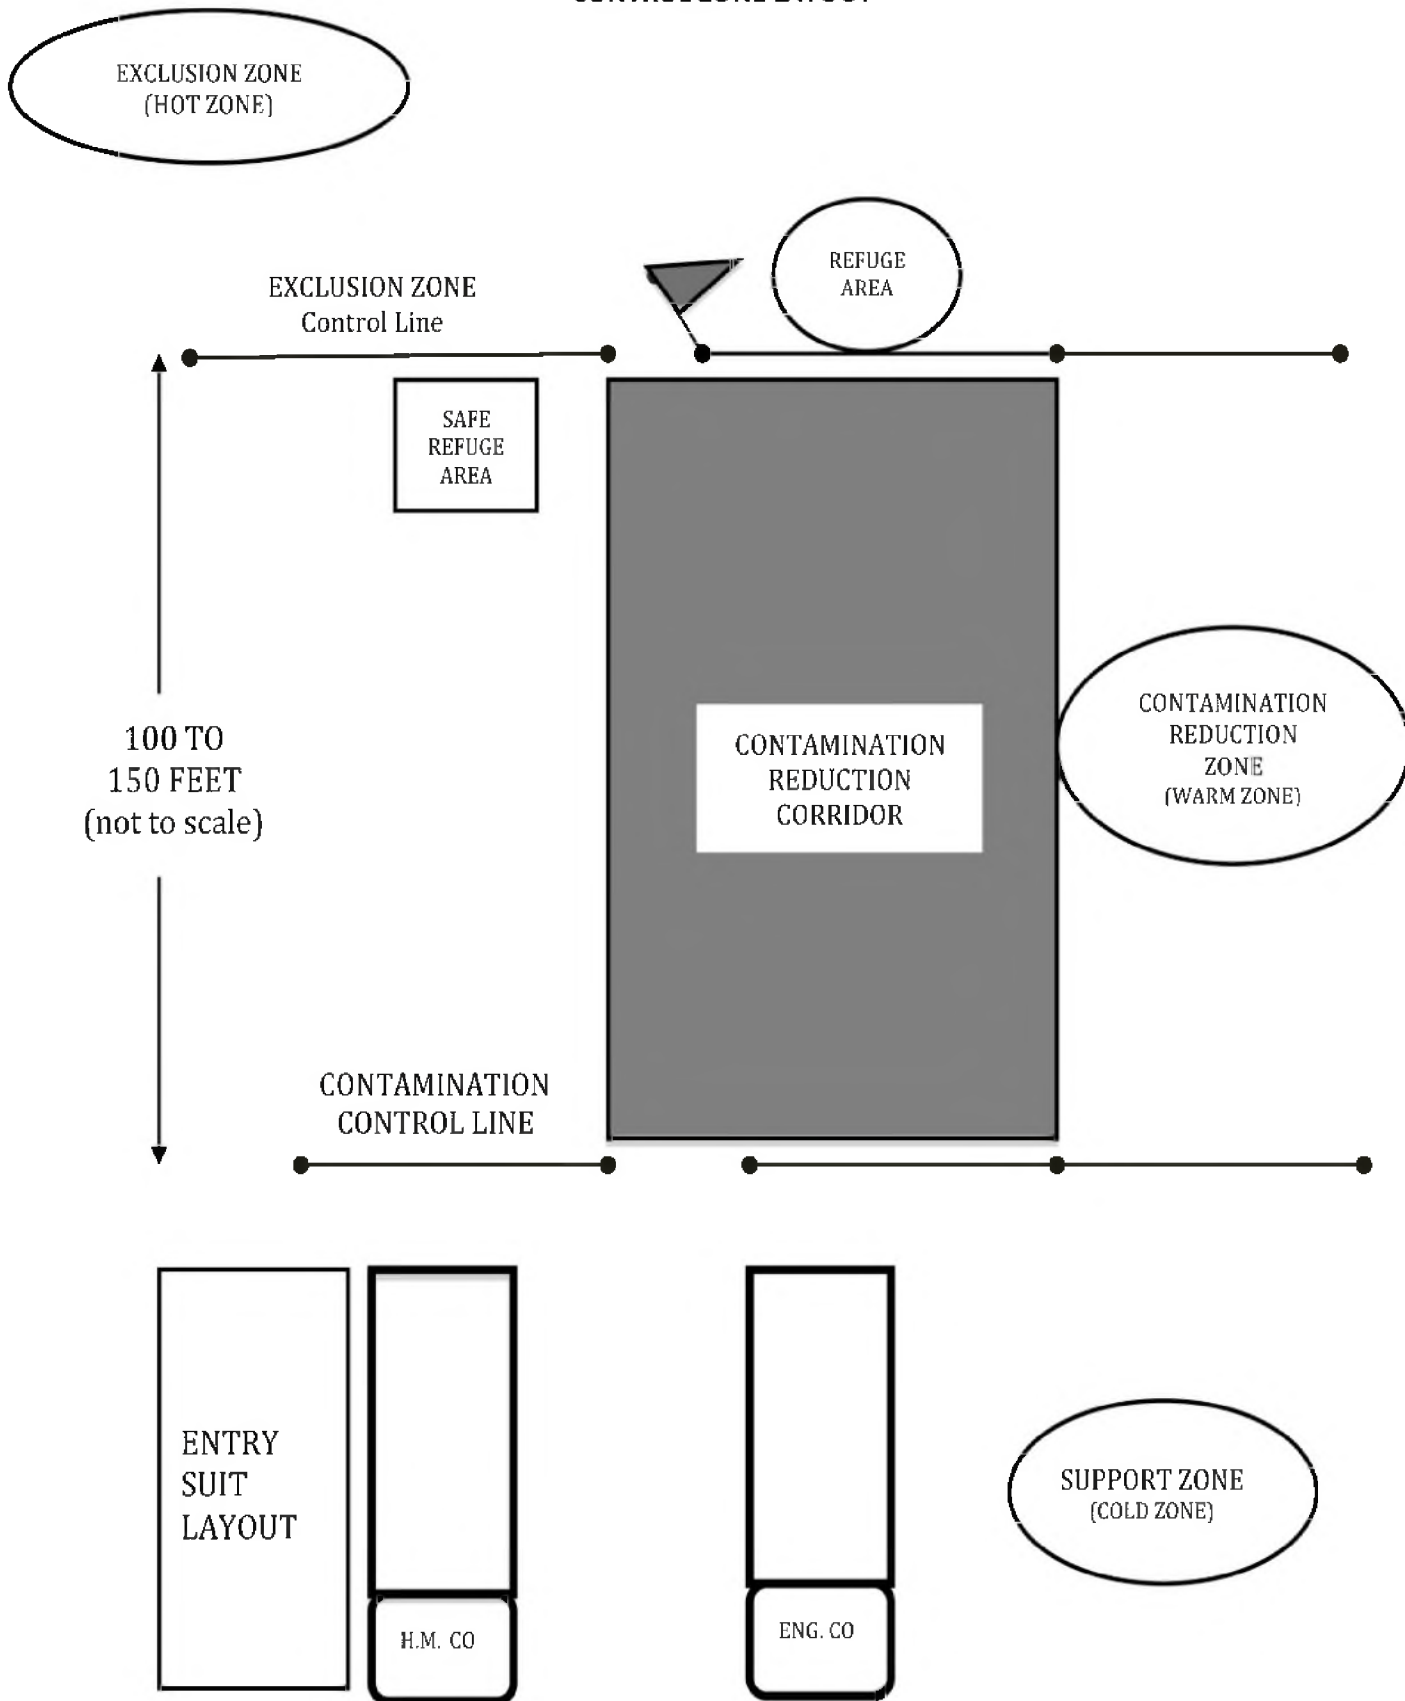 EXCLUSION ZONE
(HOT ZONE)
REFUGE
AREA
EXCLUSION ZONE
Control Line
SAFE
REFUGE
AREA
100 TO
150 FEET
(not to scale)
CONTAMINATION
REDUCTION
CORRIDOR
CONTAMINATION
REDUCTION
ZONE
(WARM ZONE)
CONTAMINATION
CONTROL LINE
ENTRY
SUIT
LAYOUT
H.M. CO
ENG. CO
SUPPORT ZONE
(COLD ZONE)